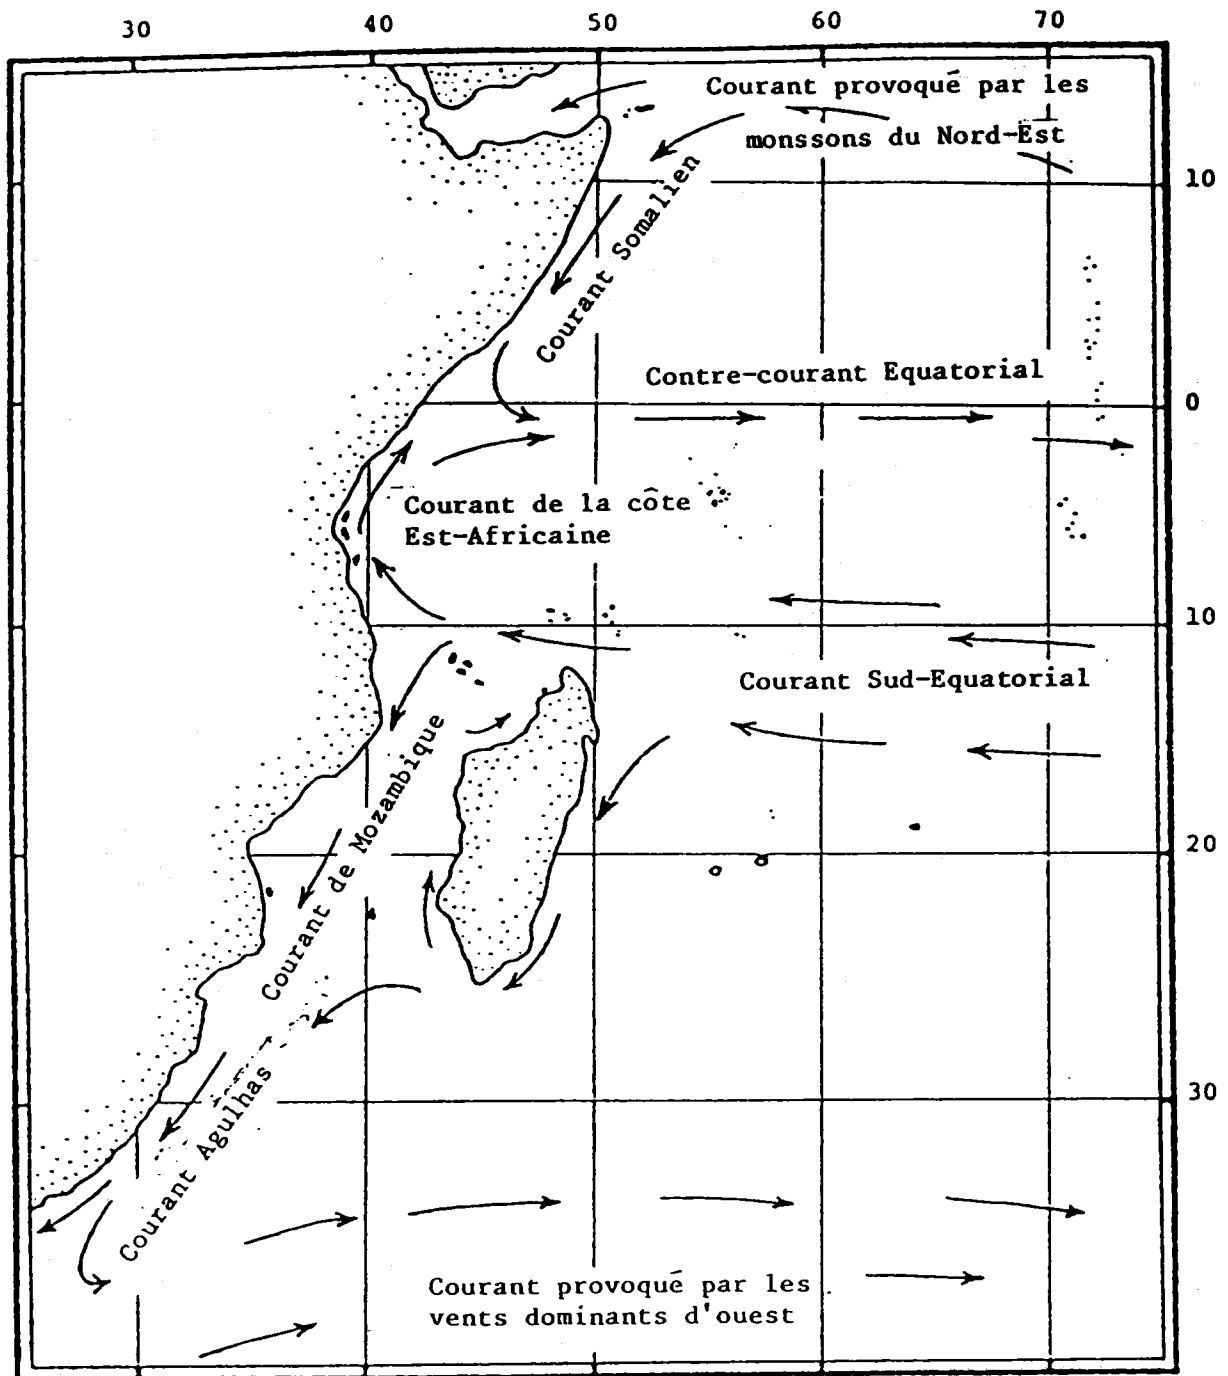 30 40 50 60 70
Courant provoqué par les
monssons du Nord-Est
10
Courant Somalien
Contre-courant Equatorial
0
Courant de la côte
Est-Africaine
10
Courant Sud-Equatorial
Courant de Mozambique
20
30
Courant Agulhas
Courant provoqué par les
vents dominants d'ouest